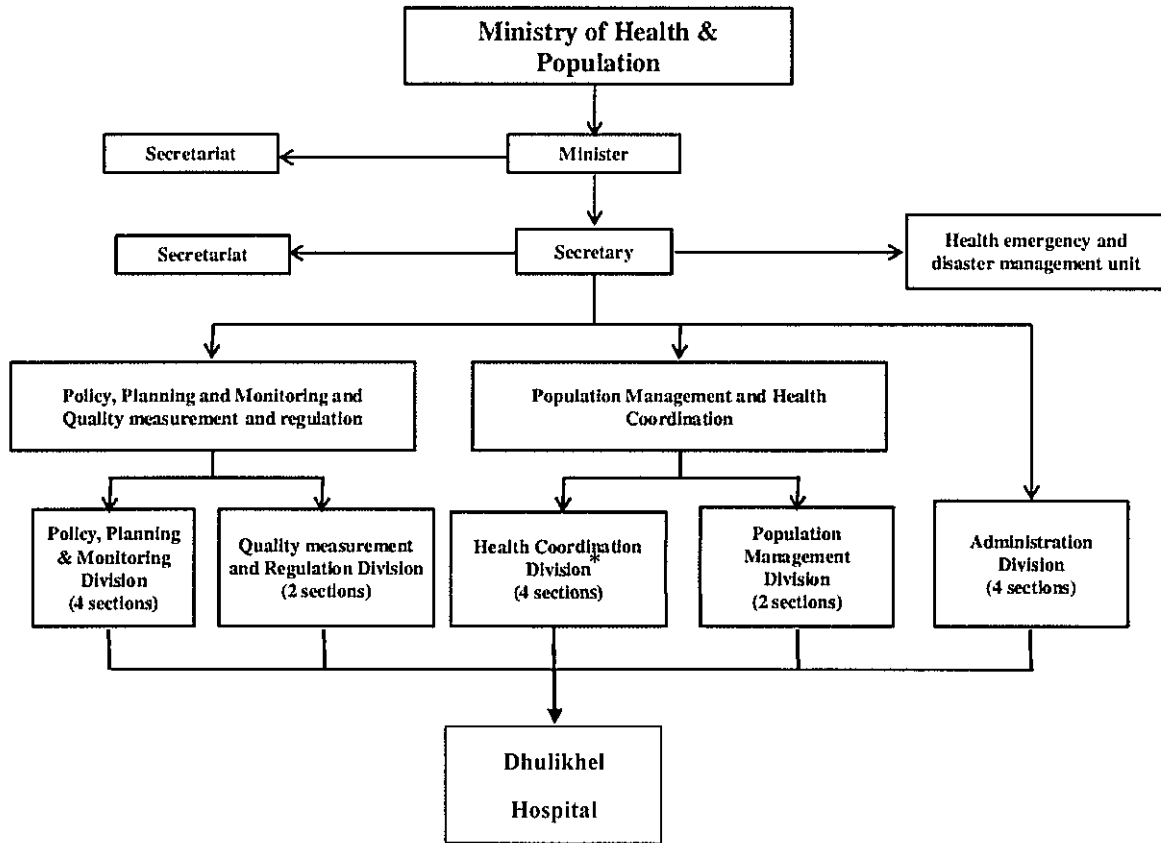 Ministry of Health &
Population
Secretariat
Minister
Secretariat
Secretary
Health emergency and
disaster management unit
Policy, Planning and Monitoring and
Quality measurement and regulation
Population Management and Health
Coordination
Policy, Planning
& Monitoring
Division
(4 sections)
Quality measurement
and Regulation Division
(2 sections)
Health Coordination
Division*
(4 sections)
Population
Management
Division
(2 sections)
Administration
Division
(4 sections)
Dhulikhel
Hospital